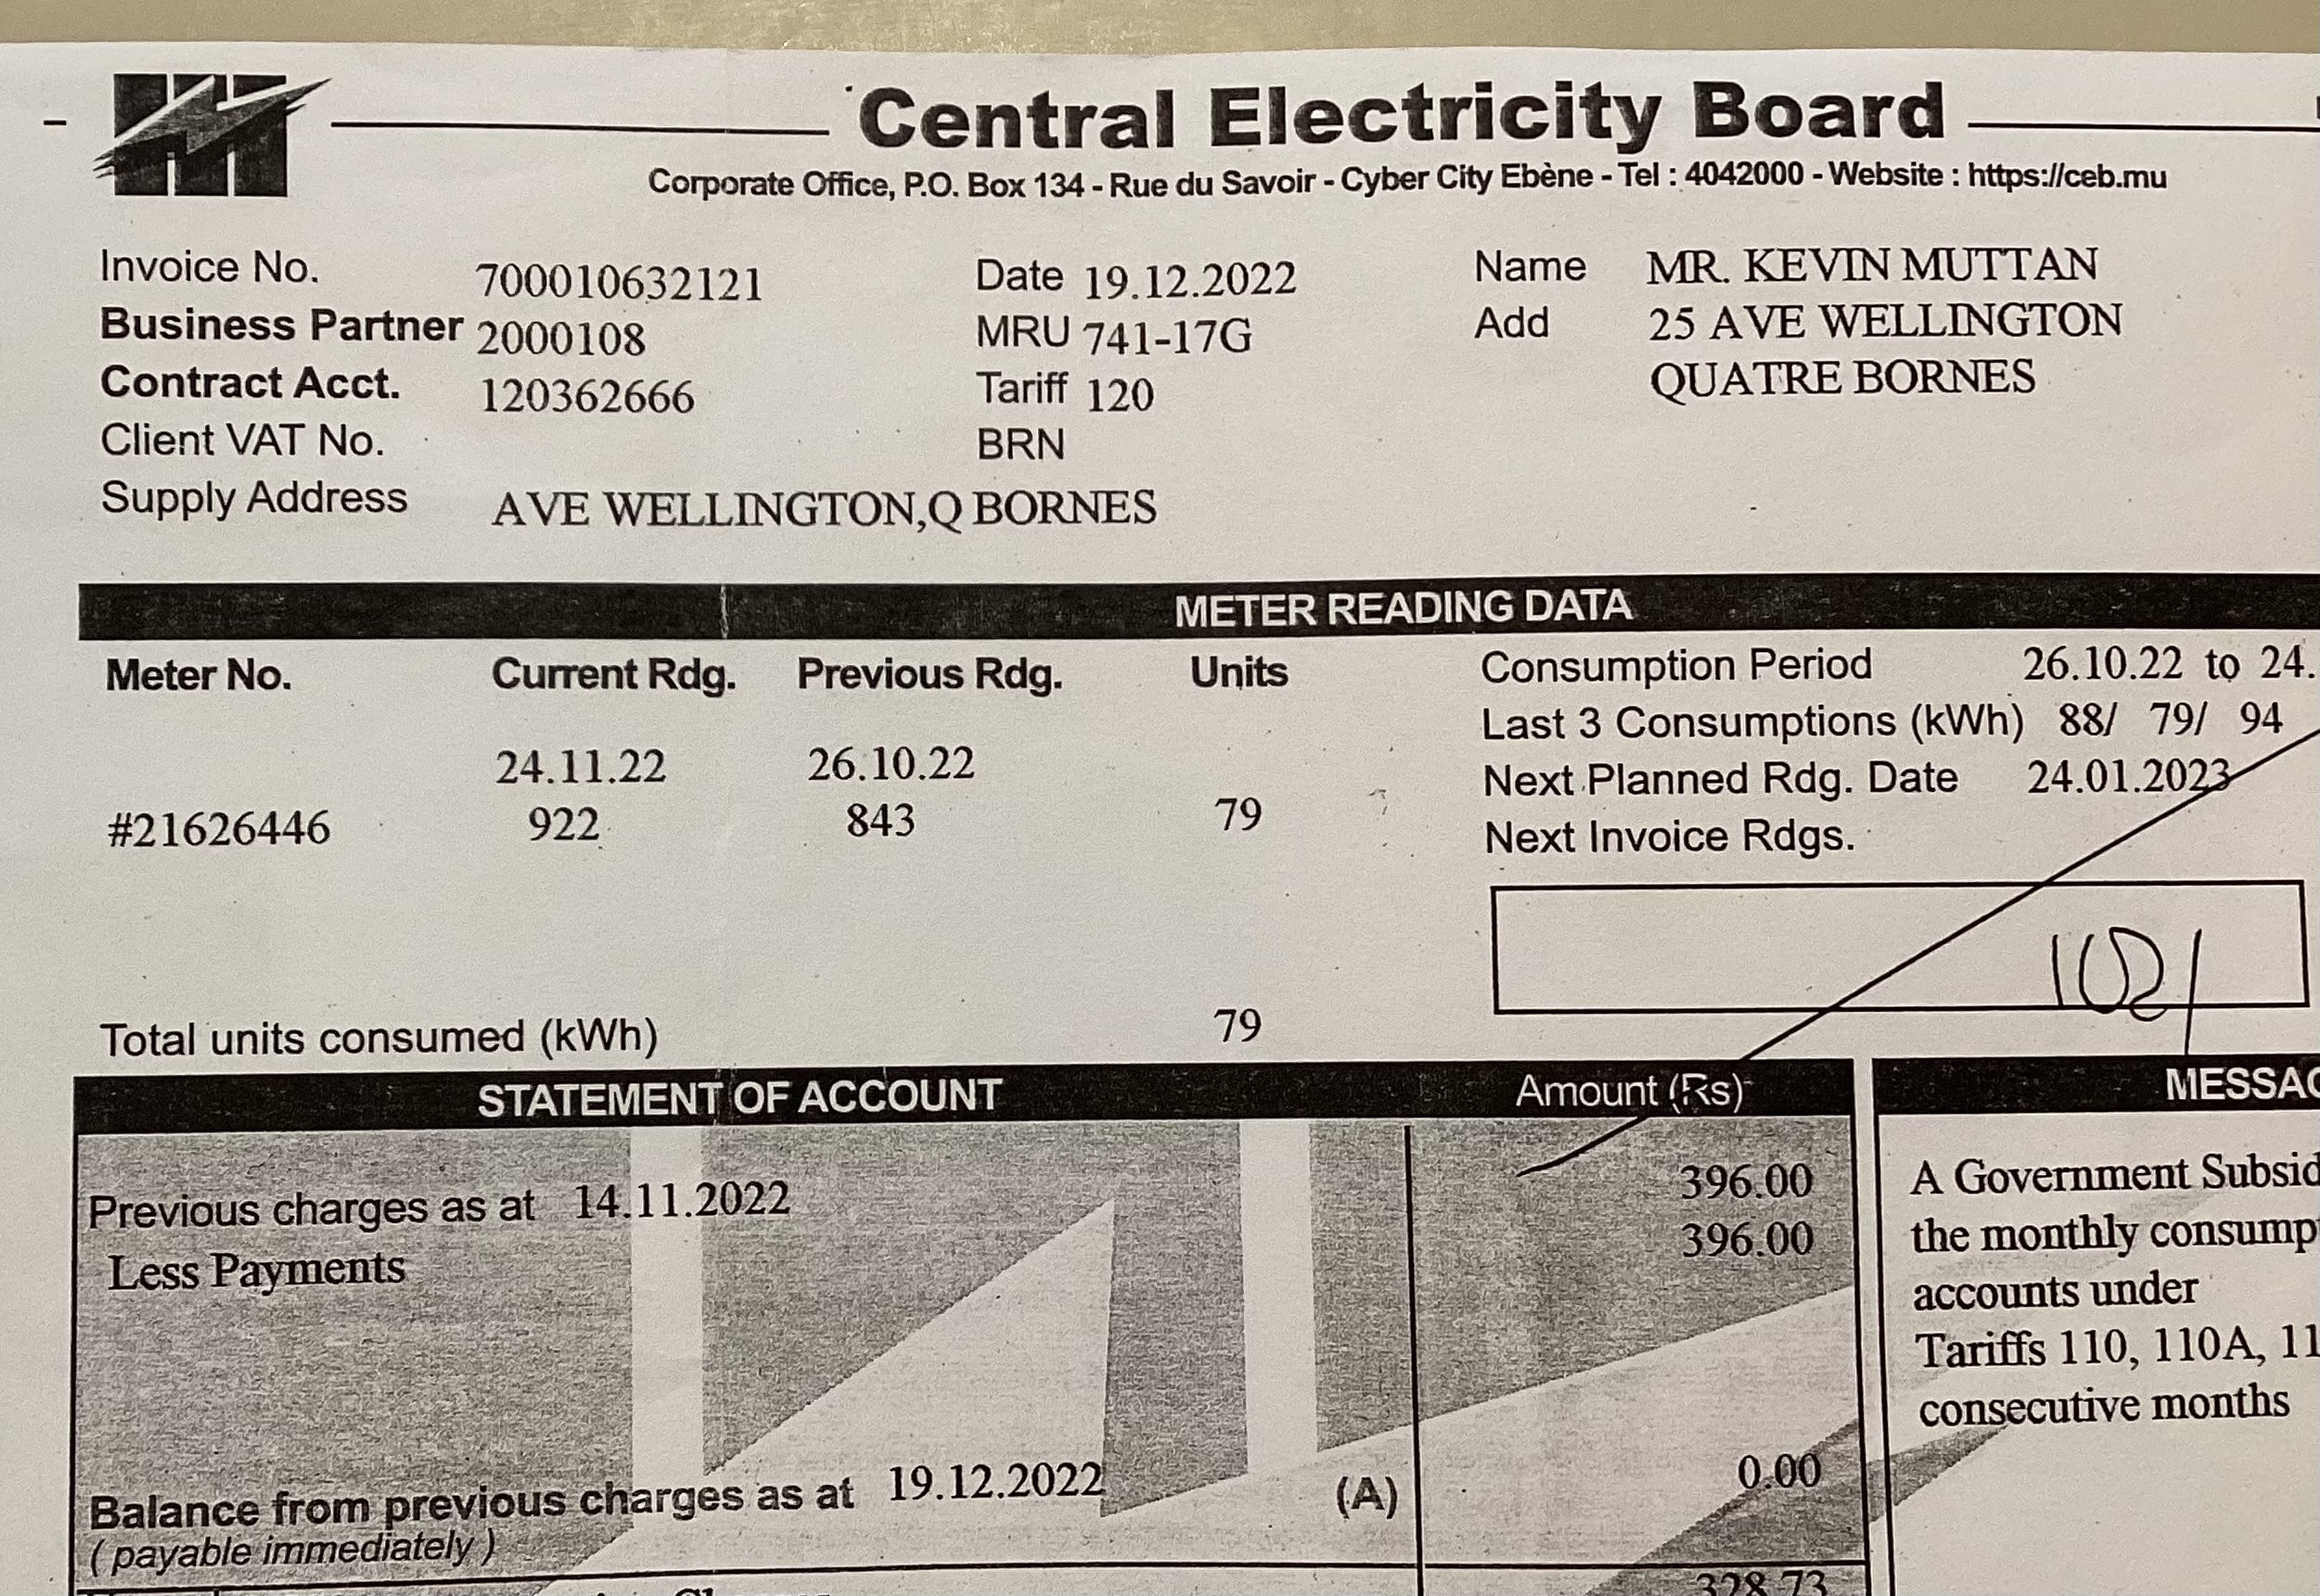 Central Electricity Board
Corporate Office, P.O. Box 134 - Rue du Savoir - Cyber City Ebène - Tel : 4042000 - Website : https://ceb.mu
Invoice No. 700010632121
Business Partner 2000108
Contract Acct. 120362666
Client VAT No.
Supply Address AVE WELLINGTON,Q BORNES
Date 19.12.2022
MRU 741-17G
Tariff 120
BRN
Name MR. KEVIN MUTTAN
Add 25 AVE WELLINGTON
QUATRE BORNES
METER READING DATA
Meter No. Current Rdg. Previous Rdg. Units
24.11.22 26.10.22
#21626446 922 843 79
Total units consumed (kWh) 79
Consumption Period 26.10.22 to 24.
Last 3 Consumptions (kWh) 88/ 79/ 94
Next Planned Rdg. Date 24.01.2023
Next Invoice Rdgs.
STATEMENT OF ACCOUNT Amount (Rs)
Previous charges as at 14.11.2022 396.00
Less Payments 396.00
Balance from previous charges as at 19.12.2022 (A) 0.00
( payable immediately )
328.73
A Government Subsid
the monthly consump
accounts under
Tariffs 110, 110A, 11
consecutive months